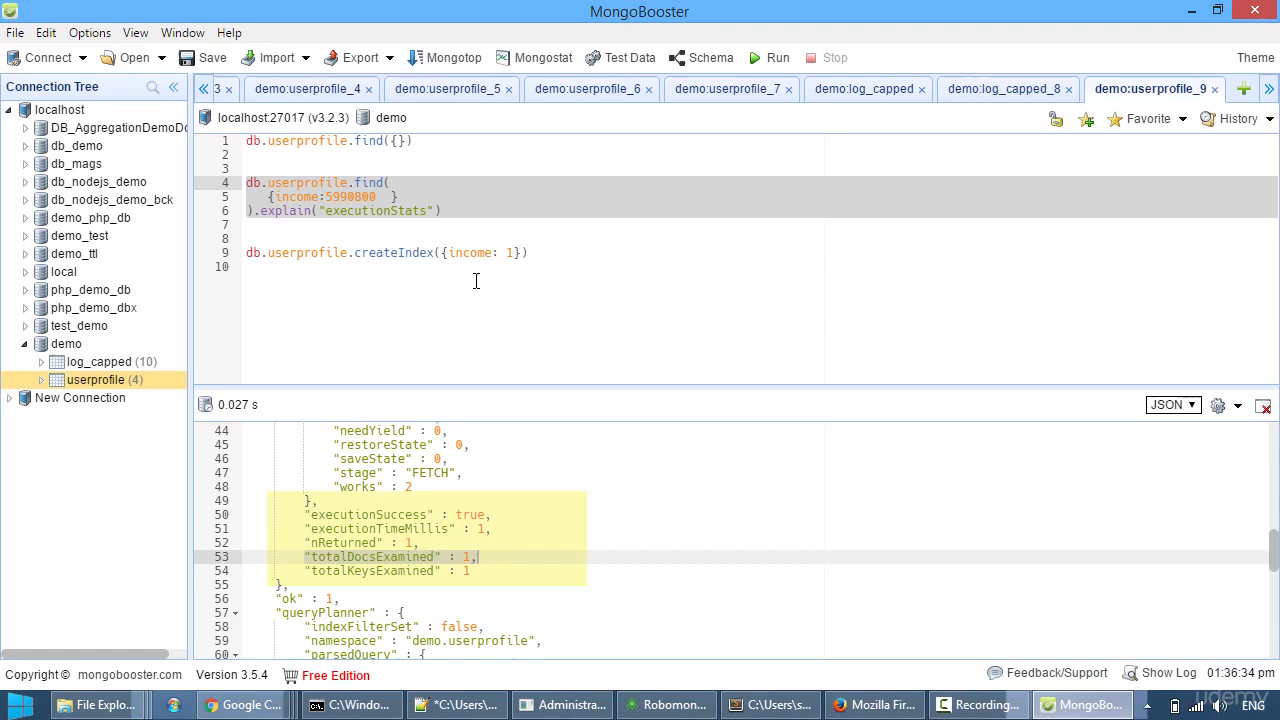 MongoBooster
File Edit Options View Window Help
Connect Open Save Import Export Mongotop Mongostat Test Data Schema Run Stop Theme
Connection Tree
3 demo:userprofile_4 demo:userprofile_5 demo:userprofile_6 demo:userprofile_7 demo:log_capped demo:log_capped_8 demo:userprofile_9
localhost
DB_AggregationDemoDo
db_demo
db_mags
db_nodejs_demo
db_nodejs_demo_bck
demo_php_db
demo_test
demo_ttl
local
php_demo_db
php_demo_dbx
test_demo
demo
log_capped (10)
userprofile (4)
New Connection
localhost:27017 (v3.2.3) demo Favorite History
1 db.userprofile.find({})
2
3
4 db.userprofile.find(
5 {income:5990800 }
6 ).explain("executionStats")
7
8
9 db.userprofile.createIndex({income: 1})
10
0.027 s JSON
44 "needYield" : 0,
45 "restoreState" : 0,
46 "saveState" : 0,
47 "stage" : "FETCH",
48 "works" : 2
49 },
50 "executionSuccess" : true,
51 "executionTimeMillis" : 1,
52 "nReturned" : 1,
53 "totalDocsExamined" : 1,
54 "totalKeysExamined" : 1
55 },
56 "ok" : 1,
57 "queryPlanner" : {
58 "indexFilterSet" : false,
59 "namespace" : "demo.userprofile",
60 "parsedQuery" : {
Copyright © mongobooster.com Version 3.5.4 Free Edition Feedback/Support Show Log 01:36:34 pm
File Explo... Google C... C:\Windo... *C:\Users\... Administra... Robomon... C:\Users\s... Mozilla Fir... Recording... MongoBo... ENG
udemy